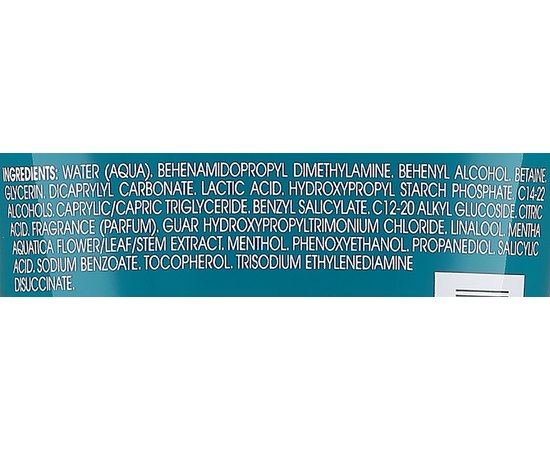 INGREDIENTS: WATER (AQUA). BEHENAMIDOPROPYL DIMETHYLAMINE. BEHENYL ALCOHOL. BETAINE.
GLYCERIN. DICAPRYLYL CARBONATE. LACTIC ACID. HYDROXYPROPYL STARCH PHOSPHATE. C14-22
ALCOHOLS. CAPRYLIC/CAPRIC TRIGLYCERIDE. BENZYL SALICYLATE. C12-20 ALKYL GLUCOSIDE. CITRIC
ACID. FRAGRANCE (PARFUM). GUAR HYDROXYPROPYLTRIMONIUM CHLORIDE. LINALOOL. MENTHA
AQUATICA FLOWER/LEAF/STEM EXTRACT. MENTHOL. PHENOXYETHANOL. PROPANEDIOL. SALICYLIC
ACID. SODIUM BENZOATE. TOCOPHEROL. TRISODIUM ETHYLENEDIAMINE
DISUCCINATE.